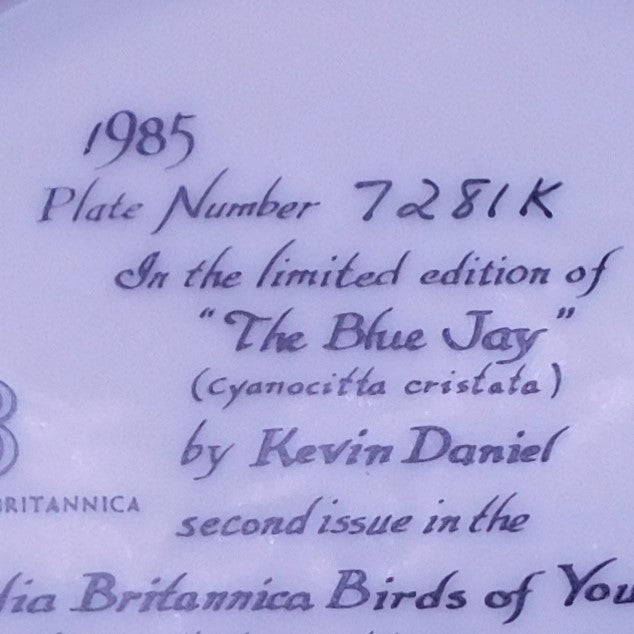 1985
Plate Number 7281K
In the limited edition of
"The Blue Jay"
(Cyanocitta cristata)
by Kevin Daniel
BRITANNICA
second issue in the
Britannica Birds of